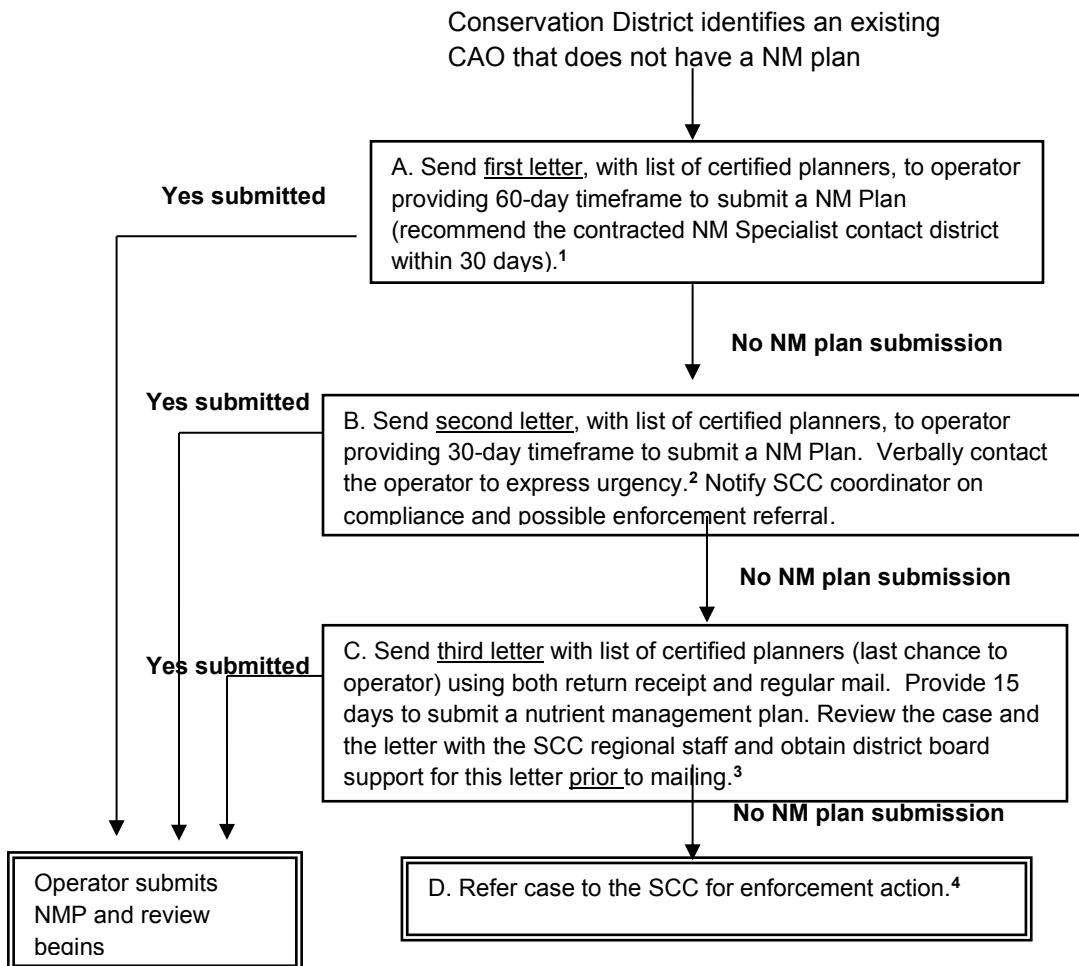 Conservation District identifies an existing
CAO that does not have a NM plan
A. Send first letter, with list of certified planners, to operator
providing 60-day timeframe to submit a NM Plan
(recommend the contracted NM Specialist contact district
within 30 days).¹
Yes submitted
No NM plan submission
Yes submitted
B. Send second letter, with list of certified planners, to operator
providing 30-day timeframe to submit a NM Plan. Verbally contact
the operator to express urgency.² Notify SCC coordinator on
compliance and possible enforcement referral.
No NM plan submission
Yes submitted
C. Send third letter with list of certified planners (last chance to
operator) using both return receipt and regular mail. Provide 15
days to submit a nutrient management plan. Review the case and
the letter with the SCC regional staff and obtain district board
support for this letter prior to mailing.³
No NM plan submission
Operator submits
NMP and review
begins
D. Refer case to the SCC for enforcement action.⁴